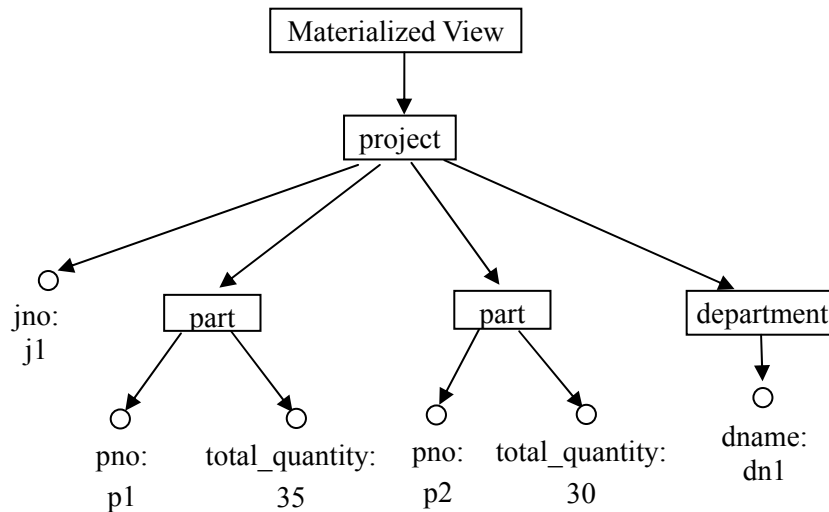 Materialized View
project
jno:
j1
part
part
department
pno:
p1
total_quantity:
35
pno:
p2
total_quantity:
30
dname:
dn1